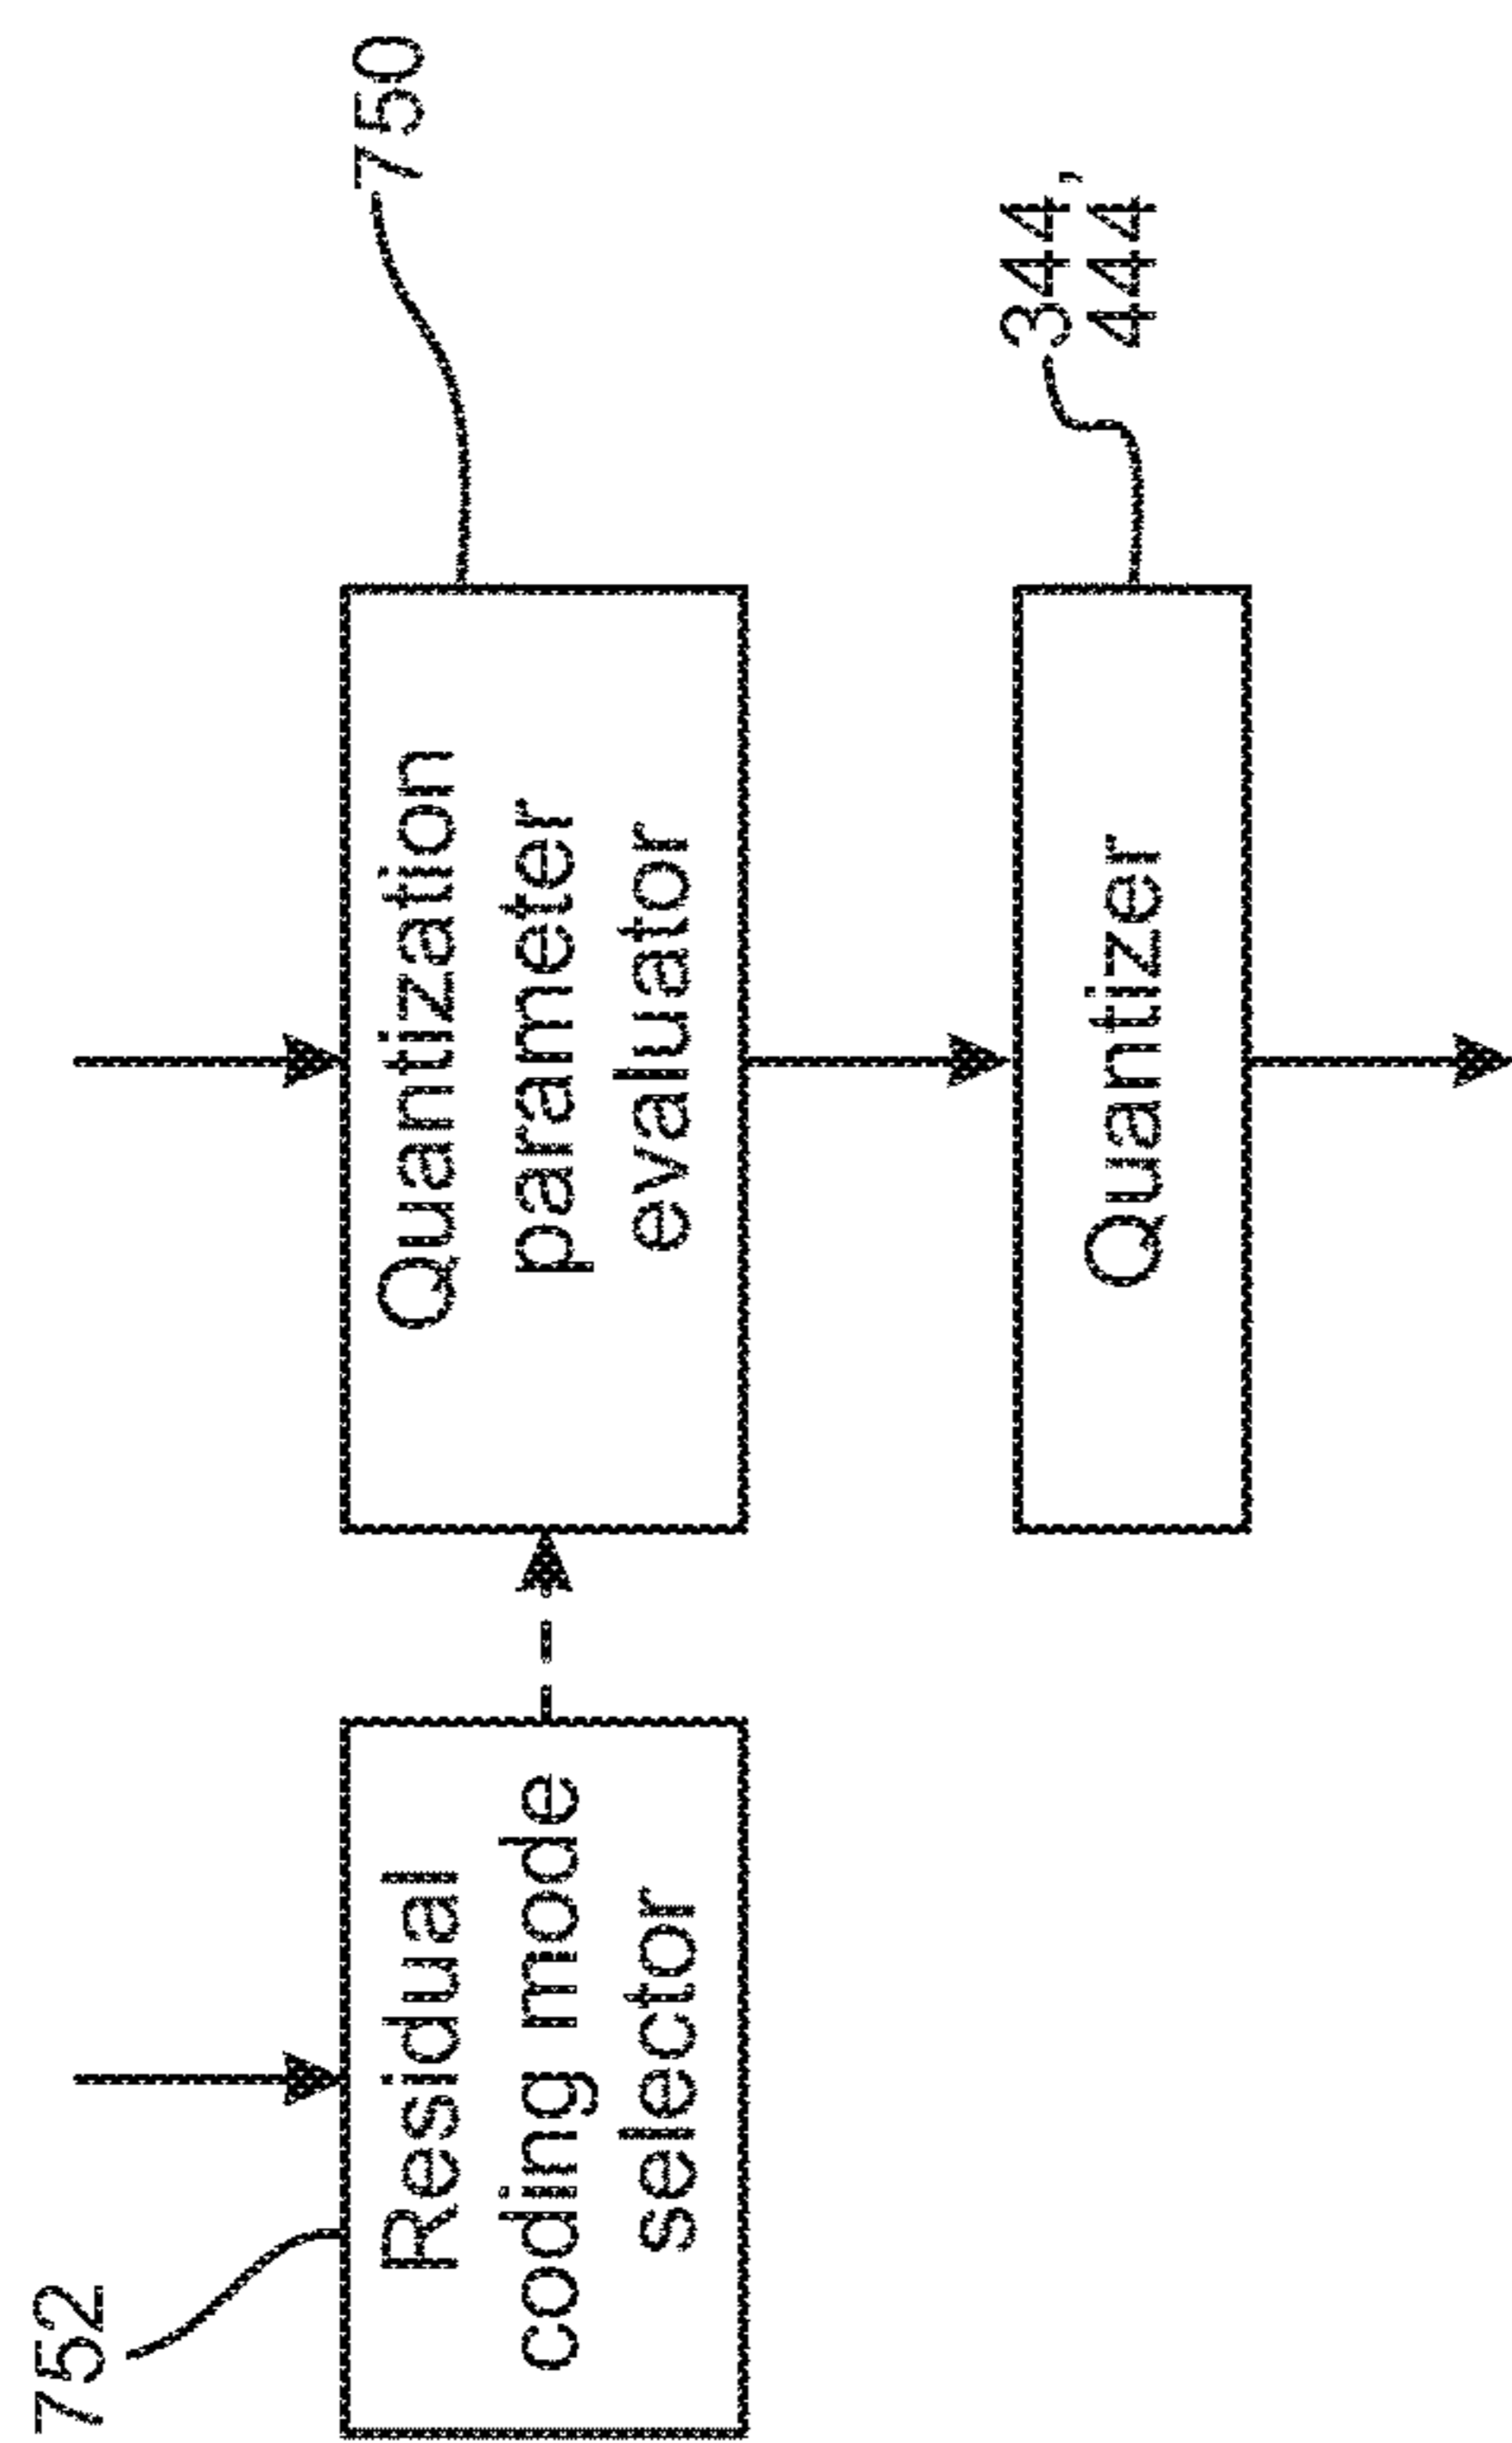 752
Residual
coding mode
selector
Quantization
parameter
evaluator
750
Quantizer
344,
444